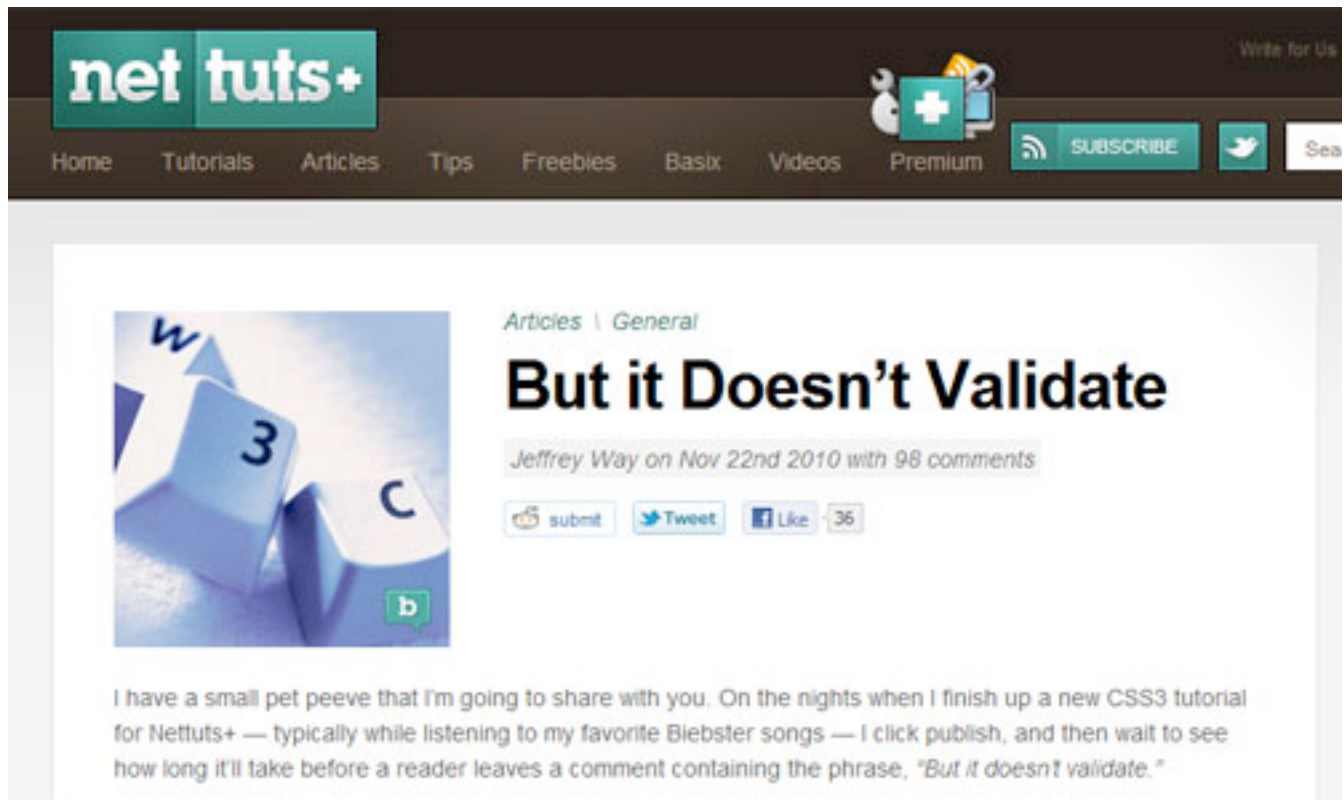 net tuts+
Write for Us
Home Tutorials Articles Tips Freebies Basix Videos Premium
SUBSCRIBE
Articles \ General
But it Doesn’t Validate
Jeffrey Way on Nov 22nd 2010 with 98 comments
submit Tweet Like 36
W
3
C
b
I have a small pet peeve that I'm going to share with you. On the nights when I finish up a new CSS3 tutorial
for Nettuts+ — typically while listening to my favorite Biebster songs — I click publish, and then wait to see
how long it'll take before a reader leaves a comment containing the phrase, “But it doesn't validate.”